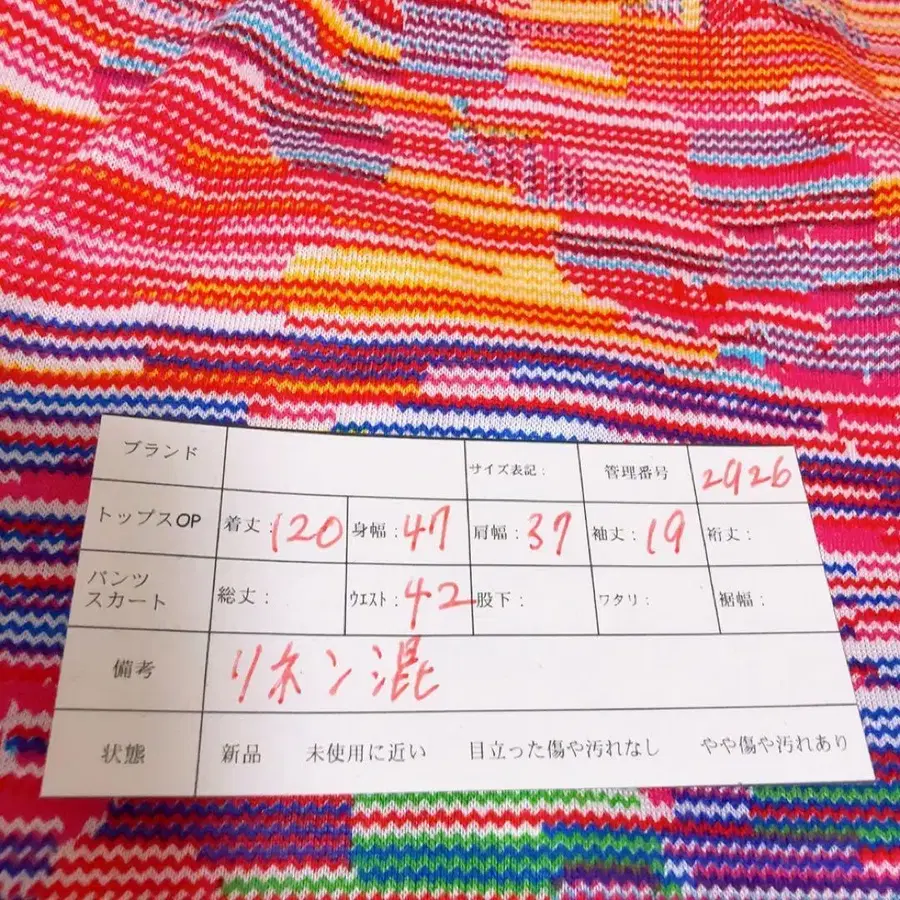 ブランド サイズ表記： 管理番号 2926
トップスOP 着丈：120 身幅：47 肩幅：37 袖丈：19 裄丈：
パンツ
スカート 総丈： ウエスト：42 股下： ワタリ： 裾幅：
備考 リネン混
状態 新品 未使用に近い 目立った傷や汚れなし やや傷や汚れあり